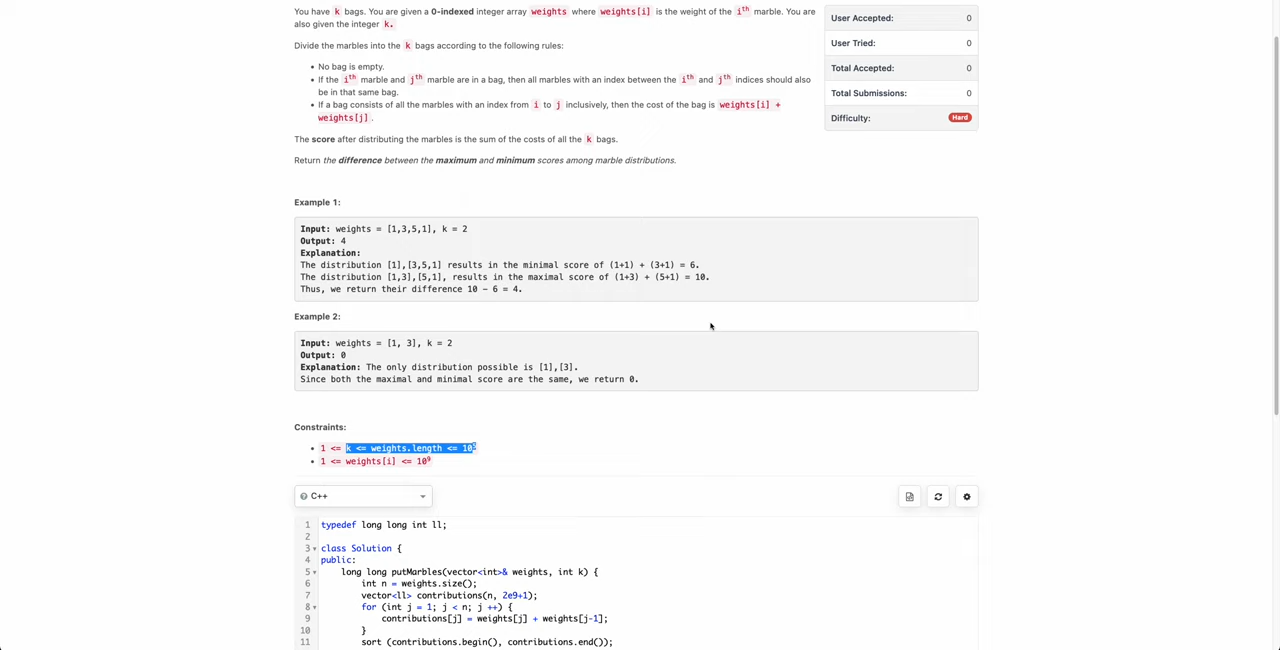 You have k bags. You are given a 0-indexed integer array weights where weights[i] is the weight of the ith marble. You are
also given the integer k.
Divide the marbles into the k bags according to the following rules:
• No bag is empty.
• If the ith marble and jth marble are in a bag, then all marbles with an index between the ith and jth indices should also
be in that same bag.
• If a bag consists of all the marbles with an index from i to j inclusively, then the cost of the bag is weights[i] +
weights[j].
The score after distributing the marbles is the sum of the costs of all the k bags.
Return the difference between the maximum and minimum scores among marble distributions.
User Accepted: 0
User Tried: 0
Total Accepted: 0
Total Submissions: 0
Difficulty: Hard
Example 1:
Input: weights = [1,3,5,1], k = 2
Output: 4
Explanation:
The distribution [1],[3,5,1] results in the minimal score of (1+1) + (3+1) = 6.
The distribution [1,3],[5,1], results in the maximal score of (1+3) + (5+1) = 10.
Thus, we return their difference 10 - 6 = 4.
Example 2:
Input: weights = [1, 3], k = 2
Output: 0
Explanation: The only distribution possible is [1],[3].
Since both the maximal and minimal score are the same, we return 0.
Constraints:
• 1 <= k <= weights.length <= 10^5
• 1 <= weights[i] <= 10^9
C++
1 typedef long long int ll;
2
3 class Solution {
4 public:
5 long long putMarbles(vector<int>& weights, int k) {
6 int n = weights.size();
7 vector<ll> contributions(n, 2e9+1);
8 for (int j = 1; j < n; j ++) {
9 contributions[j] = weights[j] + weights[j-1];
10 }
11 sort (contributions.begin(), contributions.end());